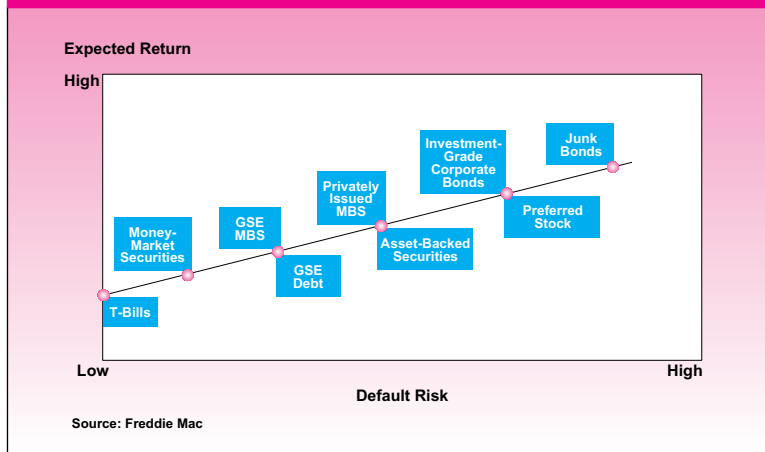 Expected Return
High
Junk
Bonds
Investment-
Grade
Corporate
Bonds
Privately
Issued
MBS
Preferred
Stock
GSE
MBS
Money-
Market
Securities
Asset-Backed
Securities
GSE
Debt
T-Bills
Low
High
Default Risk
Source: Freddie Mac